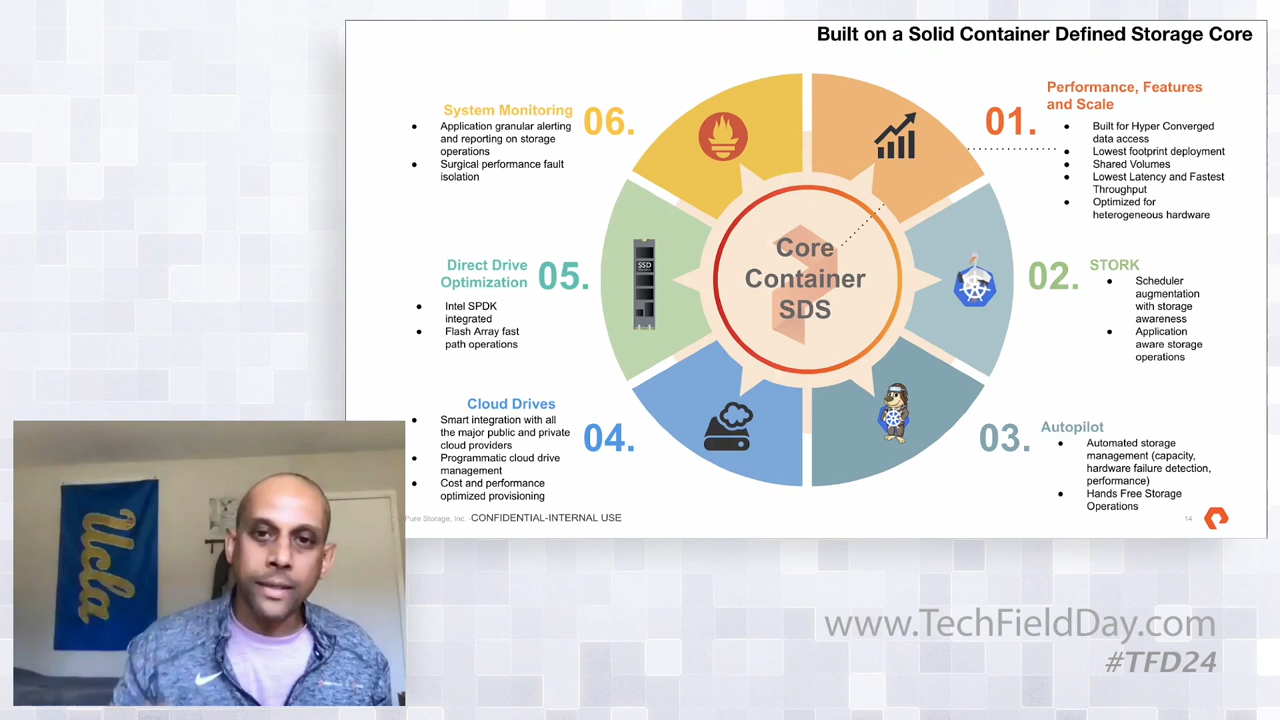 Built on a Solid Container Defined Storage Core
System Monitoring
06.
• Application granular alerting
and reporting on storage
operations
• Surgical performance fault
isolation
Performance, Features
and Scale
01.
• Built for Hyper Converged
data access
• Lowest footprint deployment
• Shared Volumes
• Lowest Latency and Fastest
Throughput
• Optimized for
heterogeneous hardware
Direct Drive
Optimization
05.
• Intel SPDK
integrated
• Flash Array fast
path operations
SSD
Core
Container
SDS
02.
STORK
• Scheduler
augmentation
with storage
awareness
• Application
aware storage
operations
Cloud Drives
04.
• Smart integration with all
the major public and private
cloud providers
• Programmatic cloud drive
management
• Cost and performance
optimized provisioning
03.
Autopilot
• Automated storage
management (capacity,
hardware failure detection,
performance)
• Hands Free Storage
Operations
Pure Storage, Inc. -CONFIDENTIAL-INTERNAL USE
14
Ucla
www.TechFieldDay.com
#TFD24